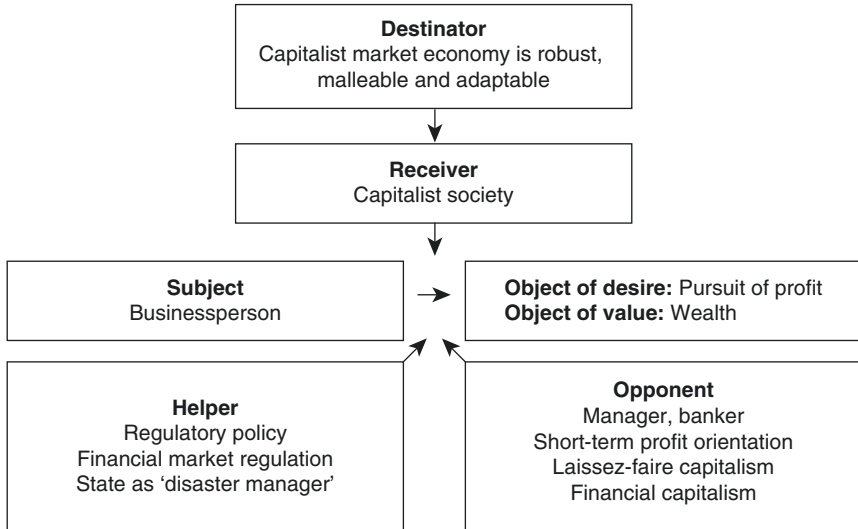 Destinator
Capitalist market economy is robust,
malleable and adaptable
Receiver
Capitalist society
Subject
Businessperson
Object of desire: Pursuit of profit
Object of value: Wealth
Helper
Regulatory policy
Financial market regulation
State as ‘disaster manager’
Opponent
Manager, banker
Short-term profit orientation
Laissez-faire capitalism
Financial capitalism